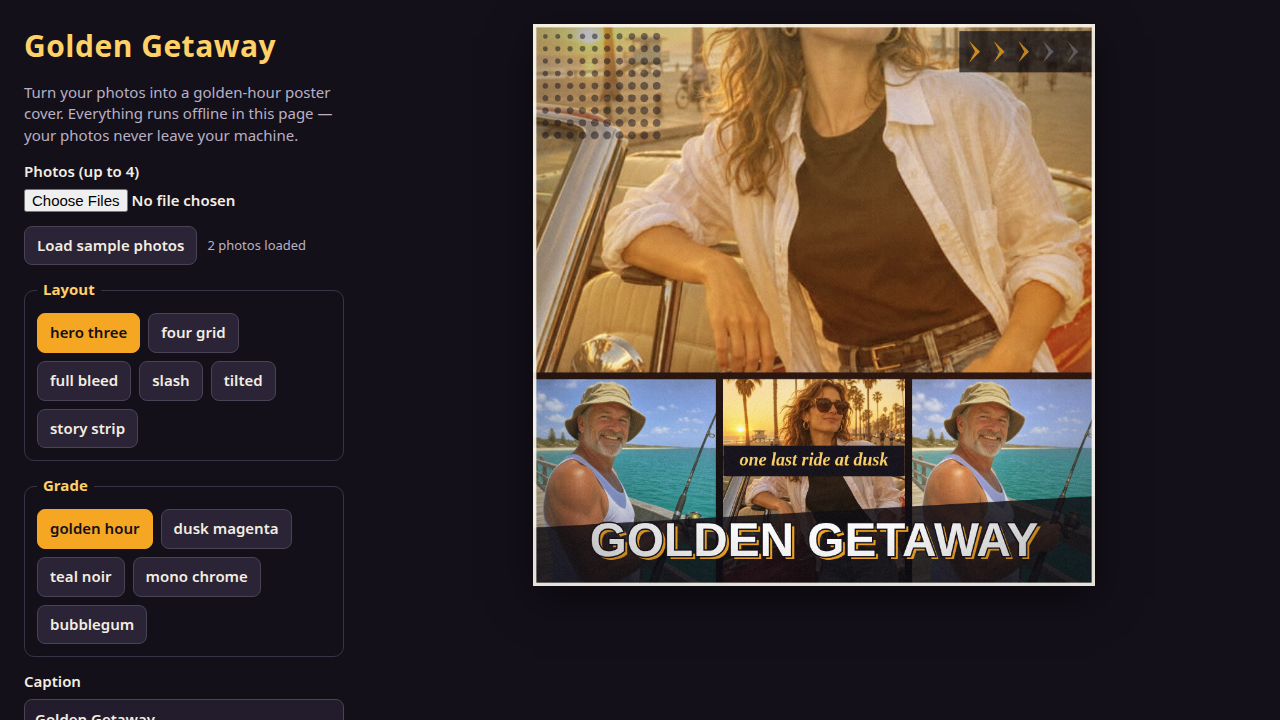 Golden Getaway
Turn your photos into a golden-hour poster
cover. Everything runs offline in this page —
your photos never leave your machine.
Photos (up to 4)
Choose Files No file chosen
Load sample photos 2 photos loaded
Layout
hero three four grid
full bleed slash tilted
story strip
Grade
golden hour dusk magenta
teal noir mono chrome
bubblegum
Caption
Golden Getaway
one last ride at dusk
GOLDEN GETAWAY